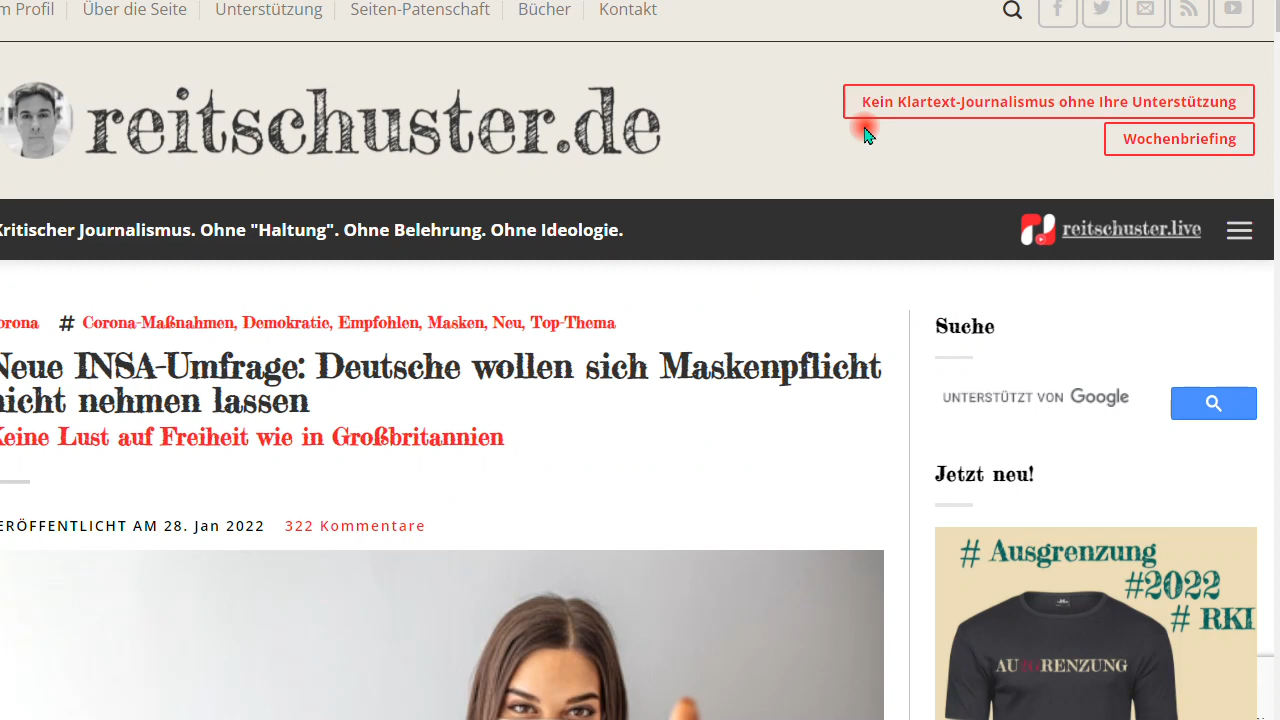 m Profil
Über die Seite
Unterstützung
Seiten-Patenschaft
Bücher
Kontakt
reitschuster.de
Kein Klartext-Journalismus ohne Ihre Unterstützung
Wochenbriefing
Kritischer Journalismus. Ohne "Haltung". Ohne Belehrung. Ohne Ideologie.
reitschuster.live
orona # Corona-Maßnahmen, Demokratie, Empfohlen, Masken, Neu, Top-Thema
Neue INSA-Umfrage: Deutsche wollen sich Maskenpflicht
nicht nehmen lassen
Keine Lust auf Freiheit wie in Großbritannien
ERÖFFENTLICHT AM 28. Jan 2022 322 Kommentare
Suche
UNTERSTÜTZT VON Google
Jetzt neu!
# Ausgrenzung
#2022
# RKI
AU2GRENZUNG